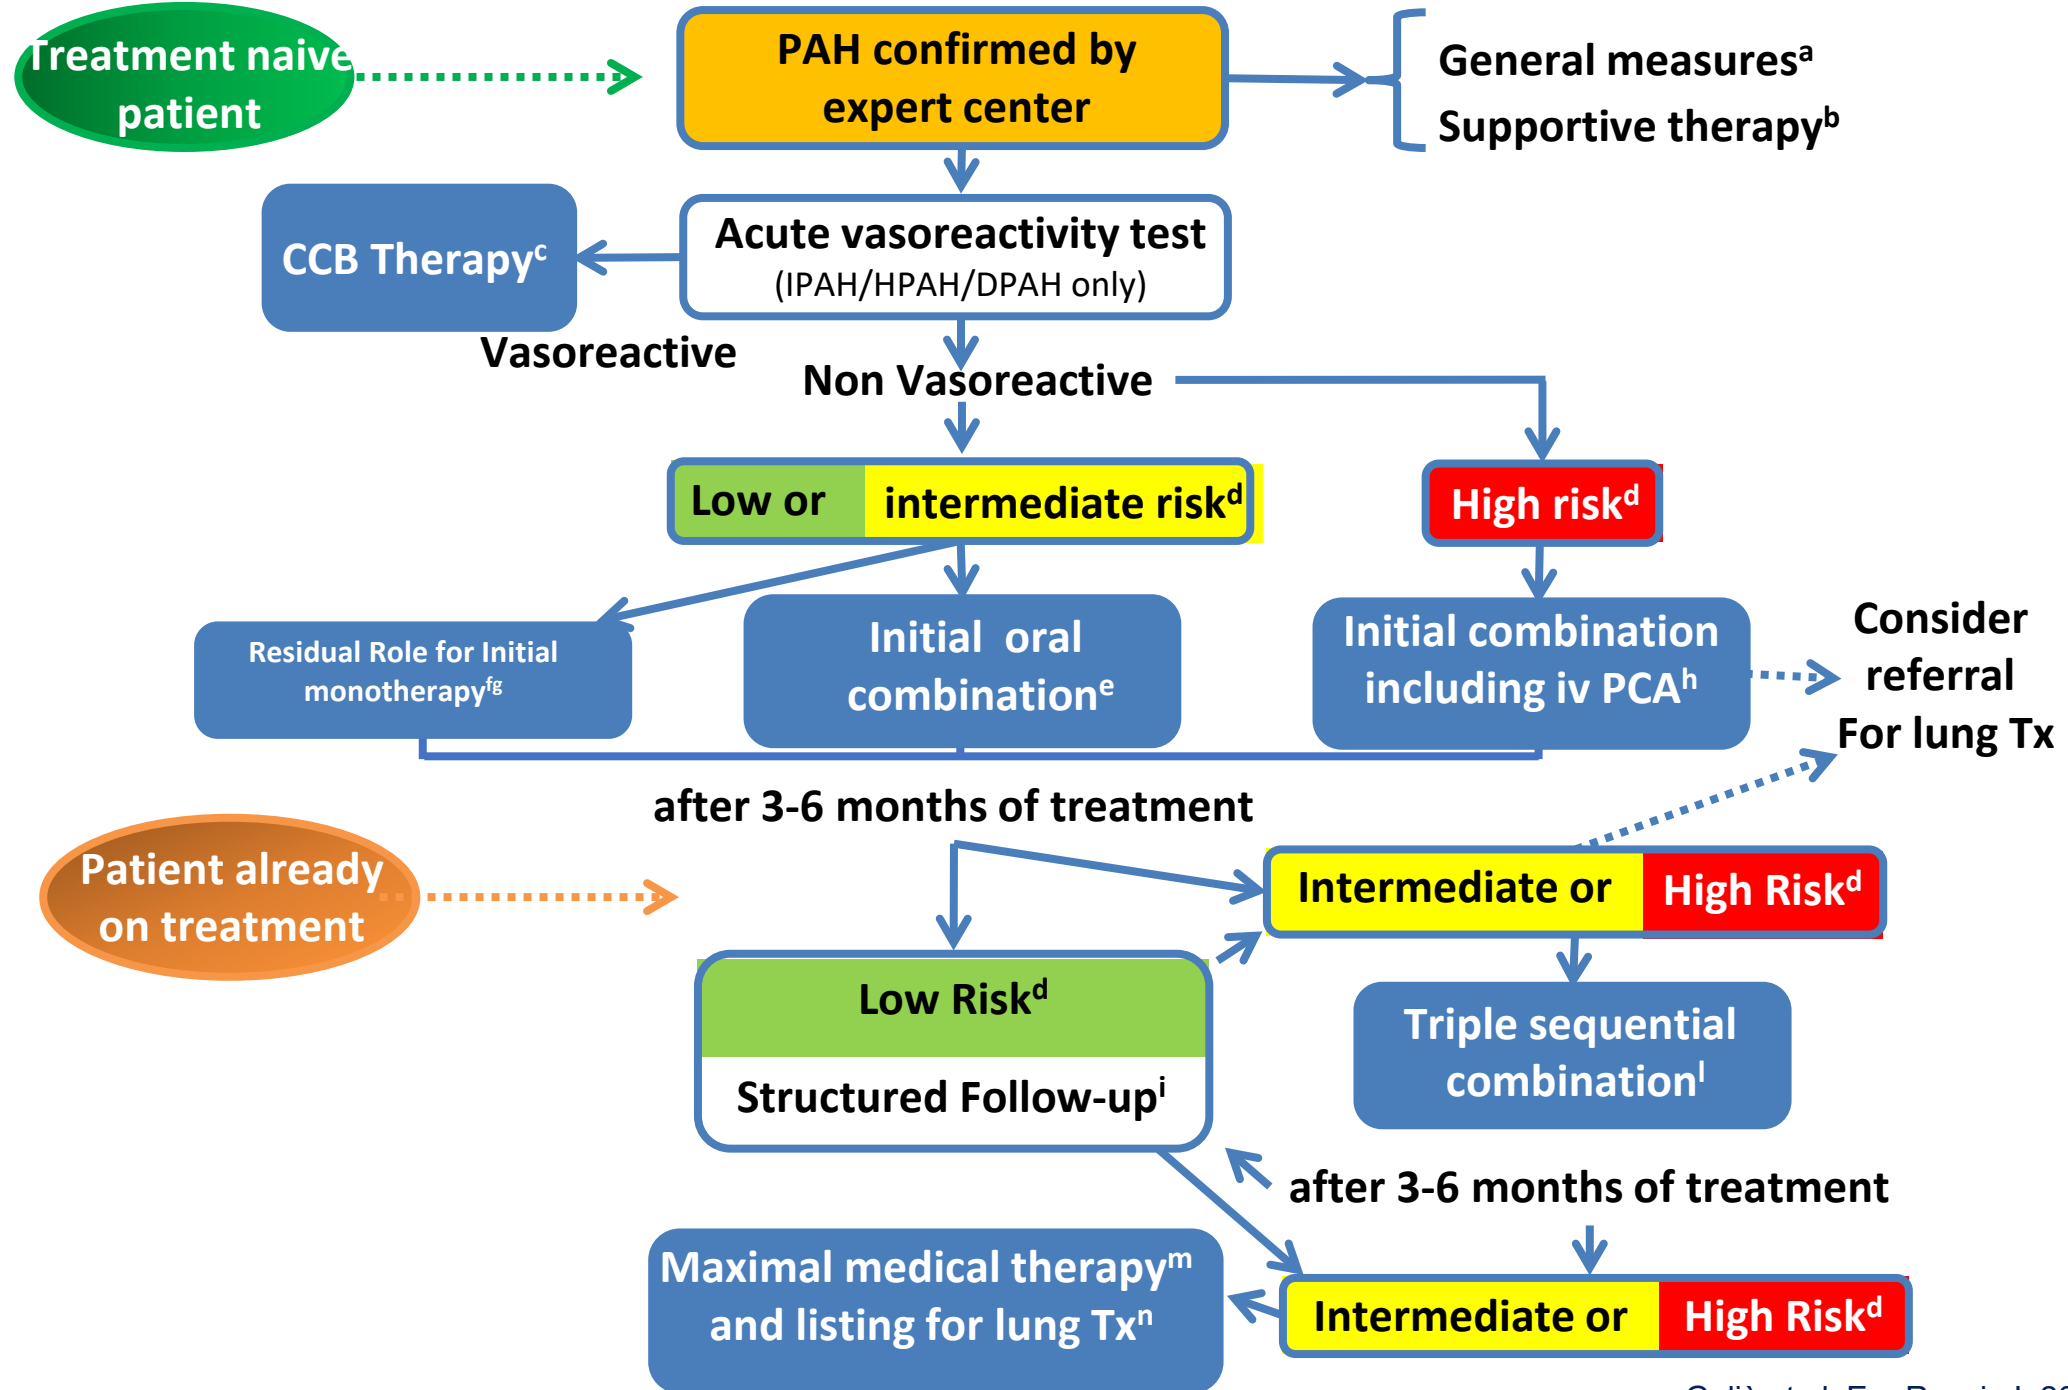 Treatment naive
patient
PAH confirmed by
expert center
General measuresᵃ
Supportive therapyᵇ
CCB Therapyᶜ
Acute vasoreactivity test
(IPAH/HPAH/DPAH only)
Vasoreactive
Non Vasoreactive
Low or intermediate riskᵈ
High riskᵈ
Residual Role for Initial
monotherapyᶠᵍ
Initial oral
combinationᵉ
Initial combination
including iv PCAʰ
Consider
referral
For lung Tx
after 3-6 months of treatment
Patient already
on treatment
Intermediate or High Riskᵈ
Low Riskᵈ
Structured Follow-upⁱ
Triple sequential
combinationˡ
after 3-6 months of treatment
Maximal medical therapyᵐ
and listing for lung Txⁿ
Intermediate or High Riskᵈ